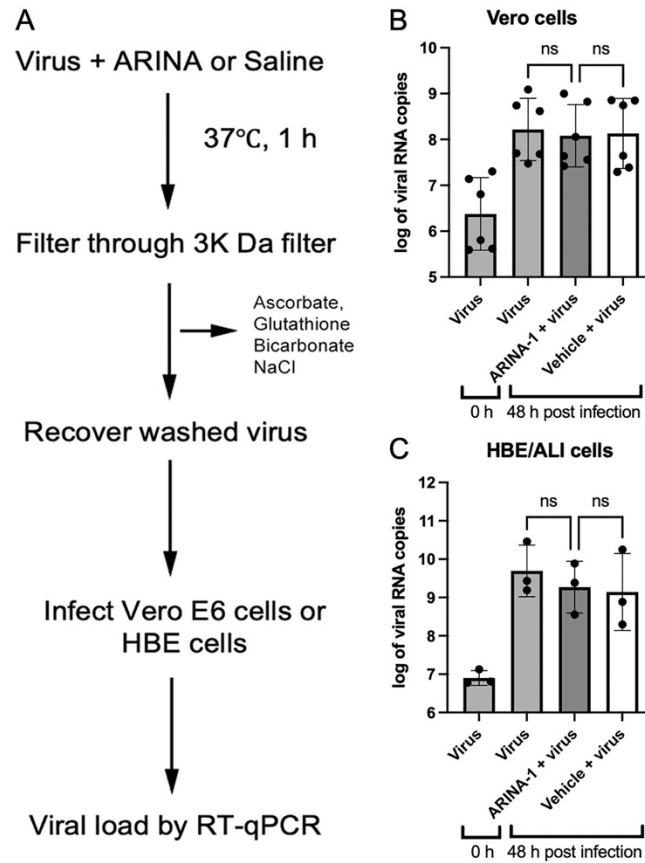 A
Virus + ARINA or Saline
37°C, 1 h
Filter through 3K Da filter
Ascorbate,
Glutathione
Bicarbonate
NaCl
Recover washed virus
Infect Vero E6 cells or
HBE cells
Viral load by RT-qPCR
B
Vero cells
log of viral RNA copies
10
9
8
7
6
5
ns
ns
Virus
Virus
ARINA-1 + virus
Vehicle + virus
0 h
48 h post infection
C
HBE/ALI cells
log of viral RNA copies
12
11
10
9
8
7
6
ns
ns
Virus
Virus
ARINA-1 + virus
Vehicle + virus
0 h
48 h post infection